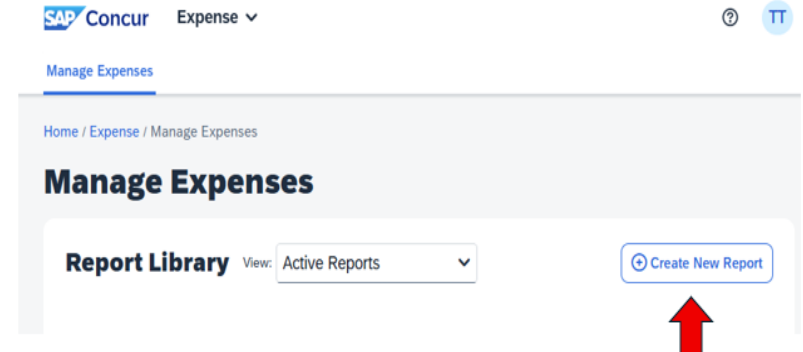 SAP Concur Expense ? TT
Manage Expenses
Home / Expense / Manage Expenses
Manage Expenses
Report Library View: Active Reports Create New Report